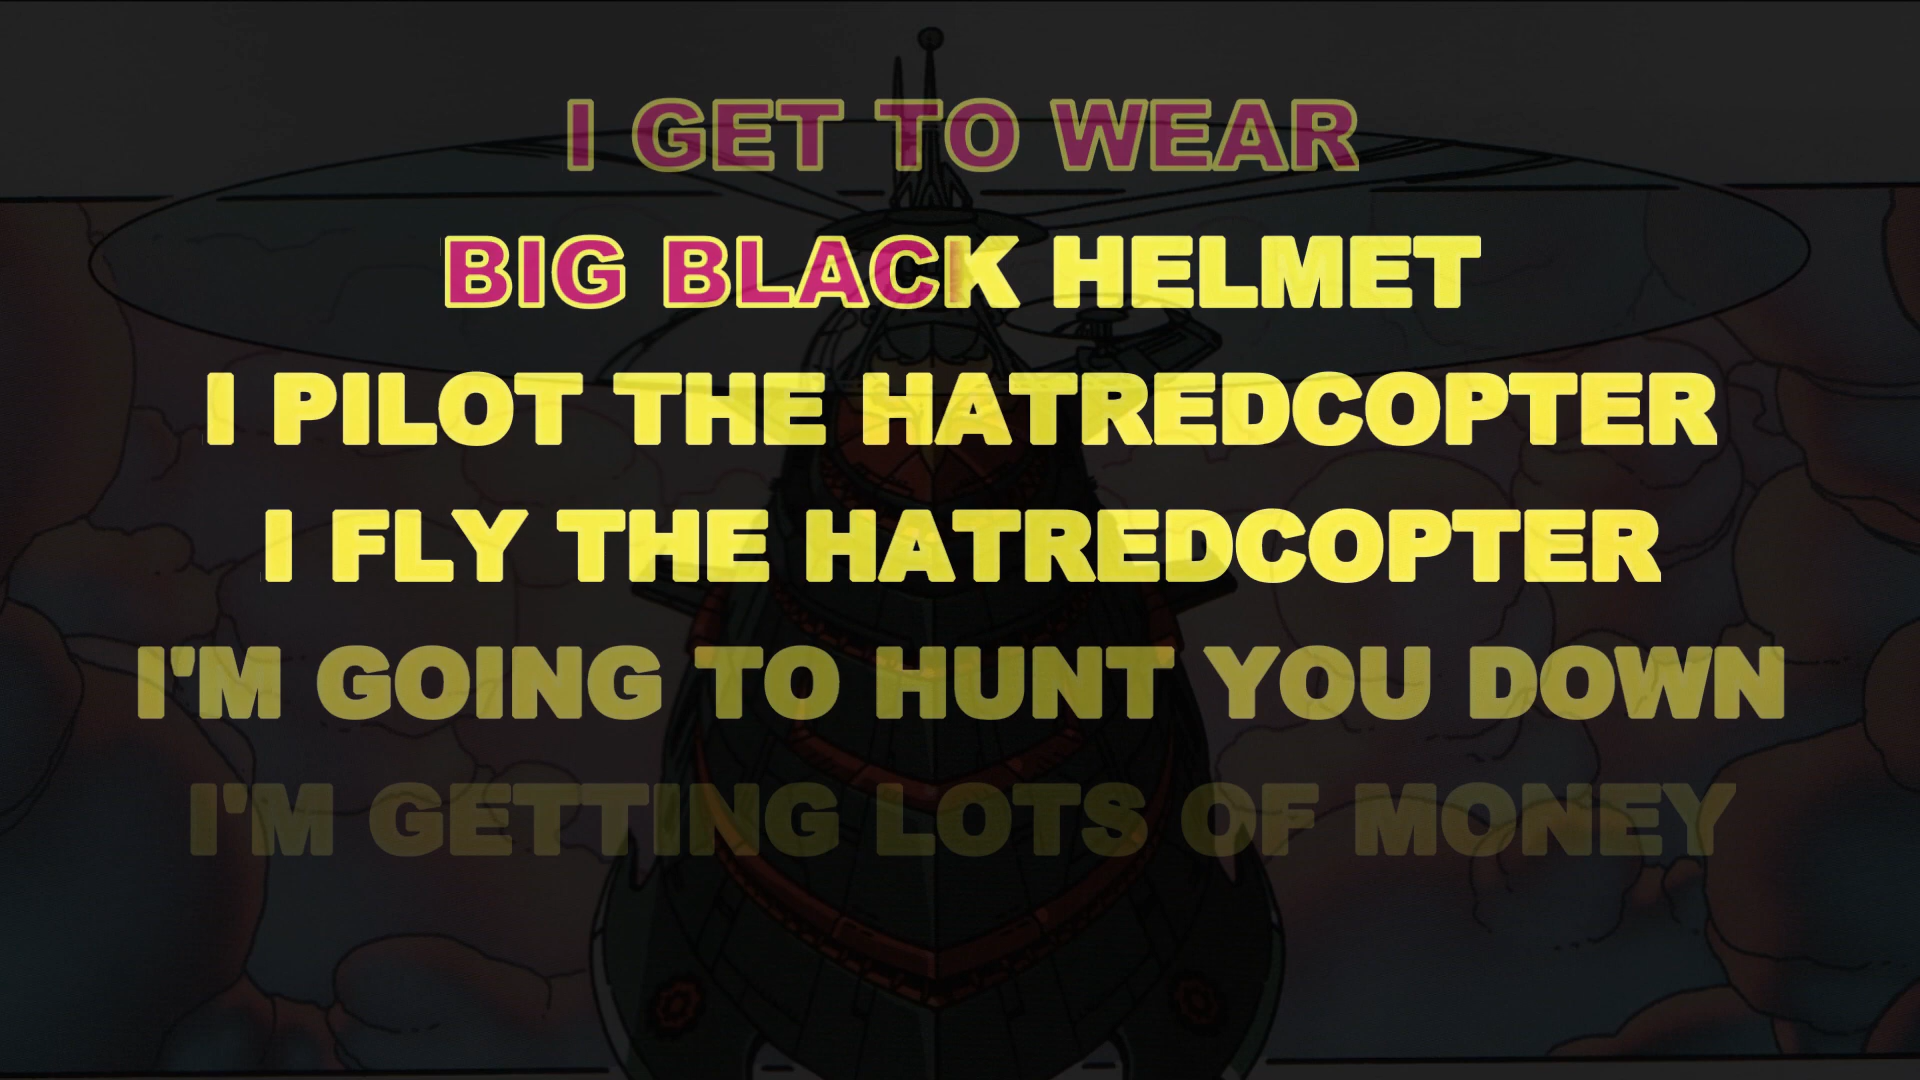 I GET TO WEAR
BIG BLACK HELMET
I PILOT THE HATREDCOPTER
I FLY THE HATREDCOPTER
I'M GOING TO HUNT YOU DOWN
I'M GETTING LOTS OF MONEY